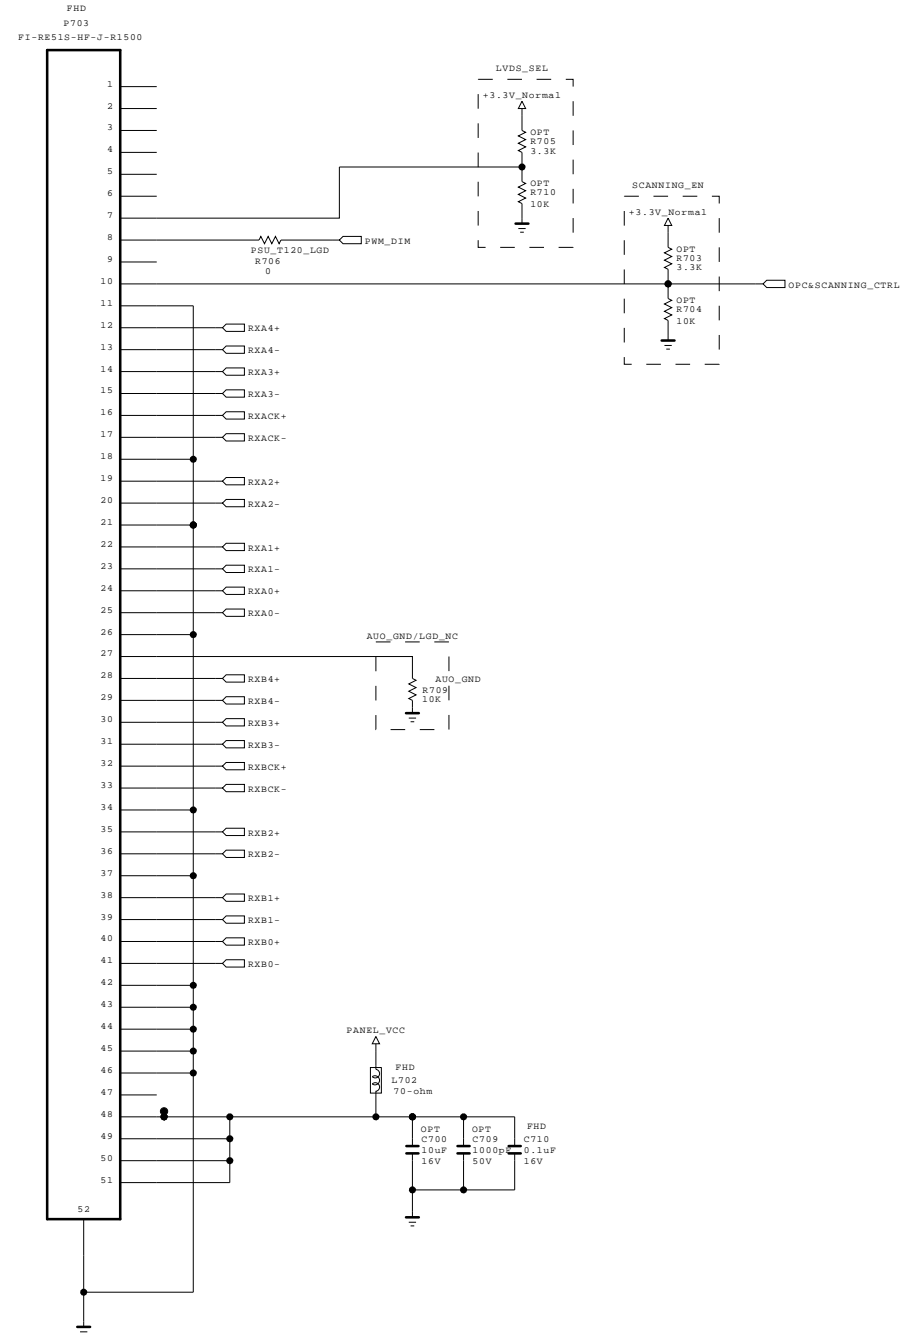 FHD
P703
FI-RE51S-HF-J-R1500
1
2
3
4
5
6
7
8
9
10
11
12
13
14
15
16
17
18
19
20
21
22
23
24
25
26
27
28
29
30
31
32
33
34
35
36
37
38
39
40
41
42
43
44
45
46
47
48
49
50
51
52
LVDS_SEL
+3.3V_Normal
OPT
R705
3.3K
OPT
R710
10K
SCANNING_EN
+3.3V_Normal
OPT
R703
3.3K
OPT
R704
10K
OPC&SCANNING_CTRL
PWM_DIM
PSU_T120_LGD
R706
0
RXA4+
RXA4-
RXA3+
RXA3-
RXACK+
RXACK-
RXA2+
RXA2-
RXA1+
RXA1-
RXA0+
RXA0-
AUO_GND/LGD_NC
AUO_GND
R709
10K
RXB4+
RXB4-
RXB3+
RXB3-
RXBCK+
RXBCK-
RXB2+
RXB2-
RXB1+
RXB1-
RXB0+
RXB0-
PANEL_VCC
FHD
L702
70-ohm
OPT
C700
10uF
16V
OPT
C709
1000pF
50V
FHD
C710
0.1uF
16V